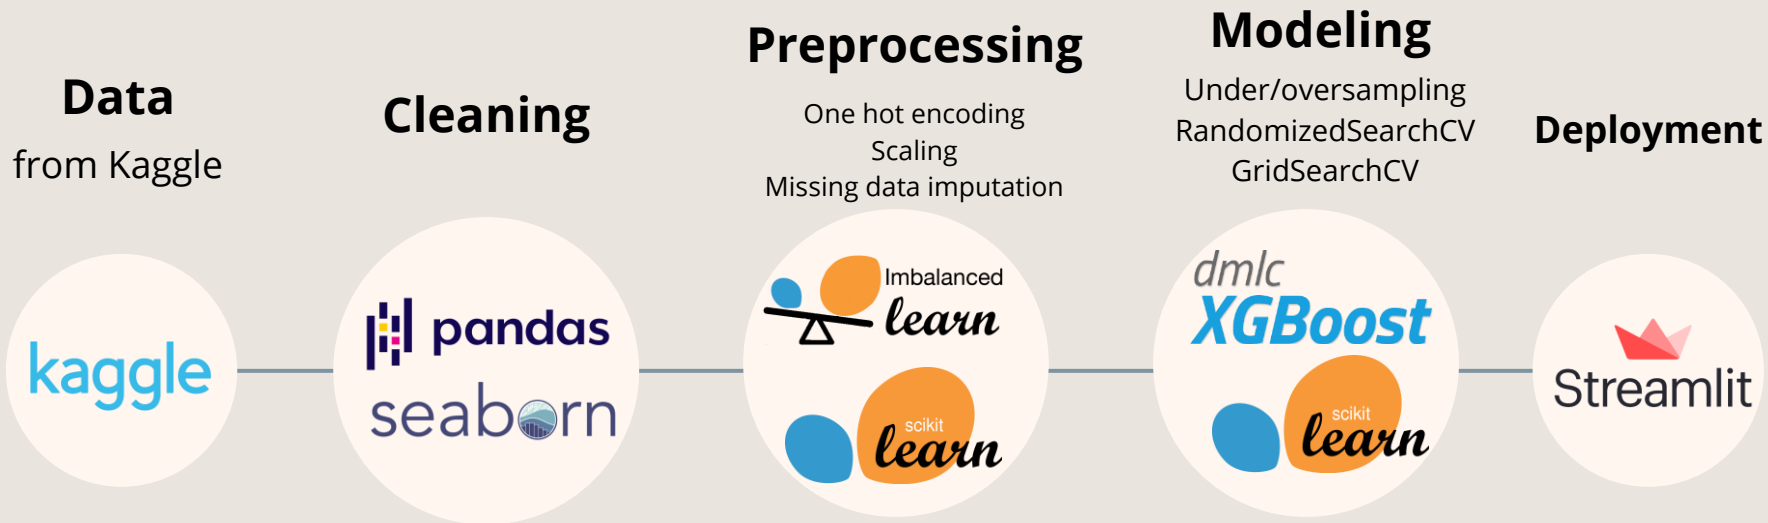 Data
from Kaggle
kaggle
Cleaning
pandas
seaborn
Preprocessing
One hot encoding
Scaling
Missing data imputation
Imbalanced
learn
scikit
learn
Modeling
Under/oversampling
RandomizedSearchCV
GridSearchCV
dmlc
XGBoost
scikit
learn
Deployment
Streamlit